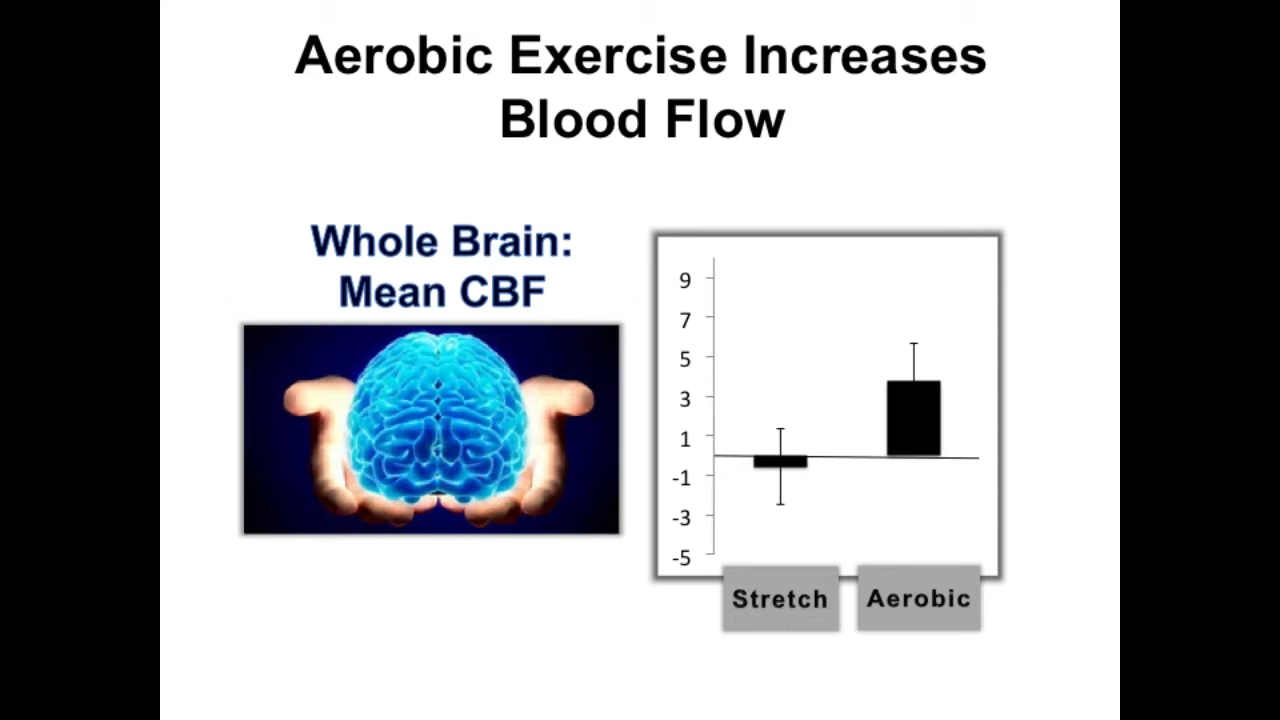 Aerobic Exercise Increases
Blood Flow
Whole Brain:
Mean CBF
9
7
5
3
1
-1
-3
-5
Stretch
Aerobic